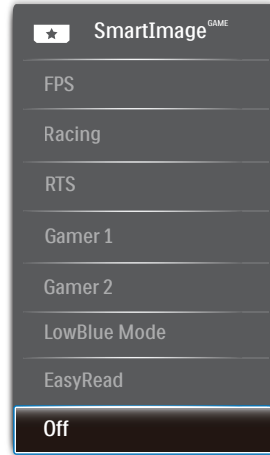 SmartImage GAME
FPS
Racing
RTS
Gamer 1
Gamer 2
LowBlue Mode
EasyRead
Off